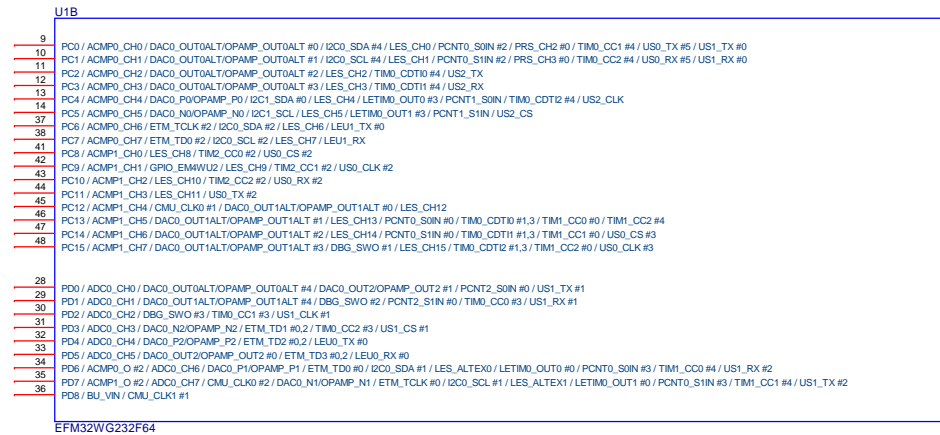 U1B
9 PC0 / ACMP0_CH0 / DAC0_OUT0ALT/OPAMP_OUT0ALT #0 / I2C0_SDA #4 / LES_CH0 / PCNT0_S0IN #2 / PRS_CH2 #0 / TIM0_CC1 #4 / US0_TX #5 / US1_TX #0
10 PC1 / ACMP0_CH1 / DAC0_OUT0ALT/OPAMP_OUT0ALT #1 / I2C0_SCL #4 / LES_CH1 / PCNT0_S1IN #2 / PRS_CH3 #0 / TIM0_CC2 #4 / US0_RX #5 / US1_RX #0
11 PC2 / ACMP0_CH2 / DAC0_OUT0ALT/OPAMP_OUT0ALT #2 / LES_CH2 / TIM0_CDTI0 #4 / US2_TX
12 PC3 / ACMP0_CH3 / DAC0_OUT0ALT/OPAMP_OUT0ALT #3 / LES_CH3 / TIM0_CDTI1 #4 / US2_RX
13 PC4 / ACMP0_CH4 / DAC0_P0/OPAMP_P0 / I2C1_SDA #0 / LES_CH4 / LETIM0_OUT0 #3 / PCNT1_S0IN / TIM0_CDTI2 #4 / US2_CLK
14 PC5 / ACMP0_CH5 / DAC0_N0/OPAMP_N0 / I2C1_SCL / LES_CH5 / LETIM0_OUT1 #3 / PCNT1_S1IN / US2_CS
37 PC6 / ACMP0_CH6 / ETM_TCLK #2 / I2C0_SDA #2 / LES_CH6 / LEU1_TX #0
38 PC7 / ACMP0_CH7 / ETM_TD0 #2 / I2C0_SCL #2 / LES_CH7 / LEU1_RX
41 PC8 / ACMP1_CH0 / LES_CH8 / TIM2_CC0 #2 / US0_CS #2
42 PC9 / ACMP1_CH1 / GPIO_EM4WU2 / LES_CH9 / TIM2_CC1 #2 / US0_CLK #2
43 PC10 / ACMP1_CH2 / LES_CH10 / TIM2_CC2 #2 / US0_RX #2
44 PC11 / ACMP1_CH3 / LES_CH11 / US0_TX #2
45 PC12 / ACMP1_CH4 / CMU_CLK0 #1 / DAC0_OUT1ALT/OPAMP_OUT1ALT #0 / LES_CH12
46 PC13 / ACMP1_CH5 / DAC0_OUT1ALT/OPAMP_OUT1ALT #1 / LES_CH13 / PCNT0_S0IN #0 / TIM0_CDTI0 #1,3 / TIM1_CC0 #0 / TIM1_CC2 #4
47 PC14 / ACMP1_CH6 / DAC0_OUT1ALT/OPAMP_OUT1ALT #2 / LES_CH14 / PCNT0_S1IN #0 / TIM0_CDTI1 #1,3 / TIM1_CC1 #0 / US0_CS #3
48 PC15 / ACMP1_CH7 / DAC0_OUT1ALT/OPAMP_OUT1ALT #3 / DBG_SWO #1 / LES_CH15 / TIM0_CDTI2 #1,3 / TIM1_CC2 #0 / US0_CLK #3
28 PD0 / ADC0_CH0 / DAC0_OUT0ALT/OPAMP_OUT0ALT #4 / DAC0_OUT2/OPAMP_OUT2 #1 / PCNT2_S0IN #0 / US1_TX #1
29 PD1 / ADC0_CH1 / DAC0_OUT1ALT/OPAMP_OUT1ALT #4 / DBG_SWO #2 / PCNT2_S1IN #0 / TIM0_CC0 #3 / US1_RX #1
30 PD2 / ADC0_CH2 / DBG_SWO #3 / TIM0_CC1 #3 / US1_CLK #1
31 PD3 / ADC0_CH3 / DAC0_N2/OPAMP_N2 / ETM_TD1 #0,2 / TIM0_CC2 #3 / US1_CS #1
32 PD4 / ADC0_CH4 / DAC0_P2/OPAMP_P2 / ETM_TD2 #0,2 / LEU0_TX #0
33 PD5 / ADC0_CH5 / DAC0_OUT2/OPAMP_OUT2 #0 / ETM_TD3 #0,2 / LEU0_RX #0
34 PD6 / ACMP0_O #2 / ADC0_CH6 / DAC0_P1/OPAMP_P1 / ETM_TD0 #0 / I2C0_SDA #1 / LES_ALTEX0 / LETIM0_OUT0 #0 / PCNT0_S0IN #3 / TIM1_CC0 #4 / US1_RX #2
35 PD7 / ACMP1_O #2 / ADC0_CH7 / CMU_CLK0 #2 / DAC0_N1/OPAMP_N1 / ETM_TCLK #0 / I2C0_SCL #1 / LES_ALTEX1 / LETIM0_OUT1 #0 / PCNT0_S1IN #3 / TIM1_CC1 #4 / US1_TX #2
36 PD8 / BU_VIN / CMU_CLK1 #1
EFM32WG232F64